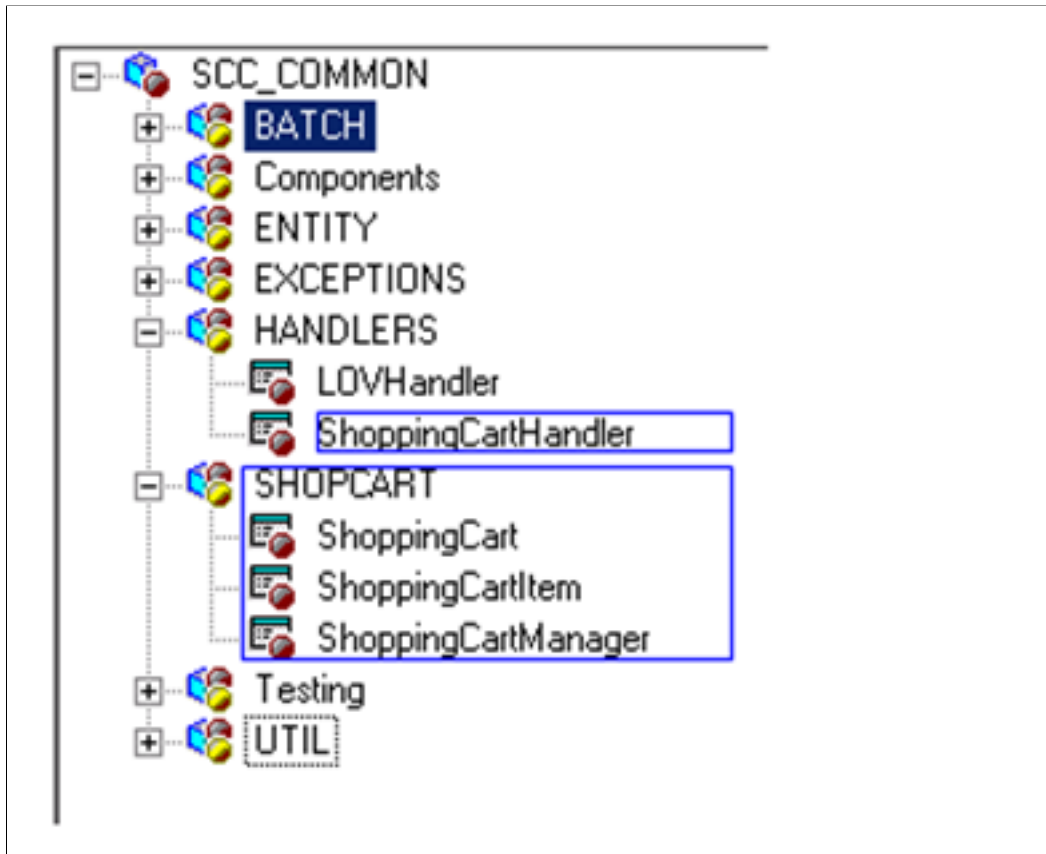 SCC_COMMON
BATCH
Components
ENTITY
EXCEPTIONS
HANDLERS
LOVHandler
ShoppingCartHandler
SHOPCART
ShoppingCart
ShoppingCartItem
ShoppingCartManager
Testing
UTIL